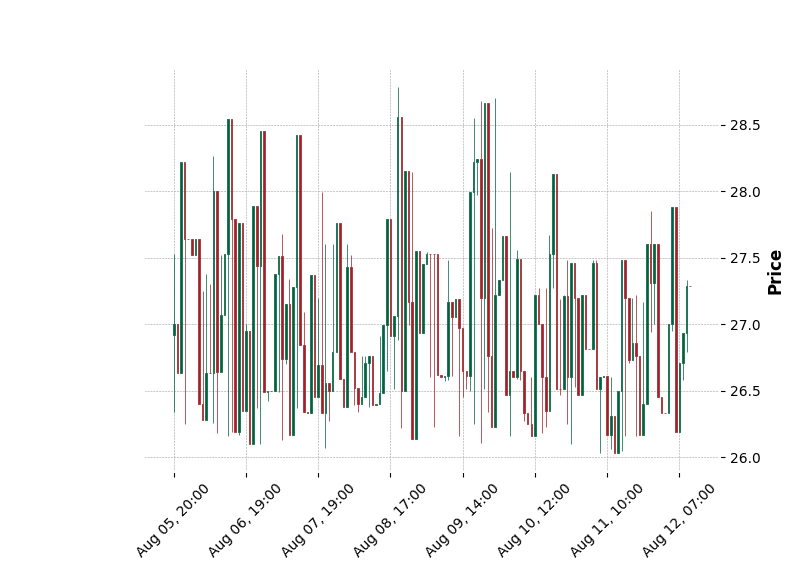 28.5
28.0
27.5
27.0
26.5
26.0
Price
Aug 05, 20:00
Aug 06, 19:00
Aug 07, 19:00
Aug 08, 17:00
Aug 09, 14:00
Aug 10, 12:00
Aug 11, 10:00
Aug 12, 07:00